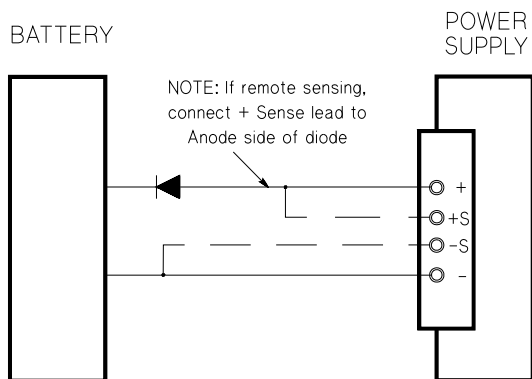 BATTERY
POWER
SUPPLY
NOTE: If remote sensing,
connect + Sense lead to
Anode side of diode
+
+S
-S
-